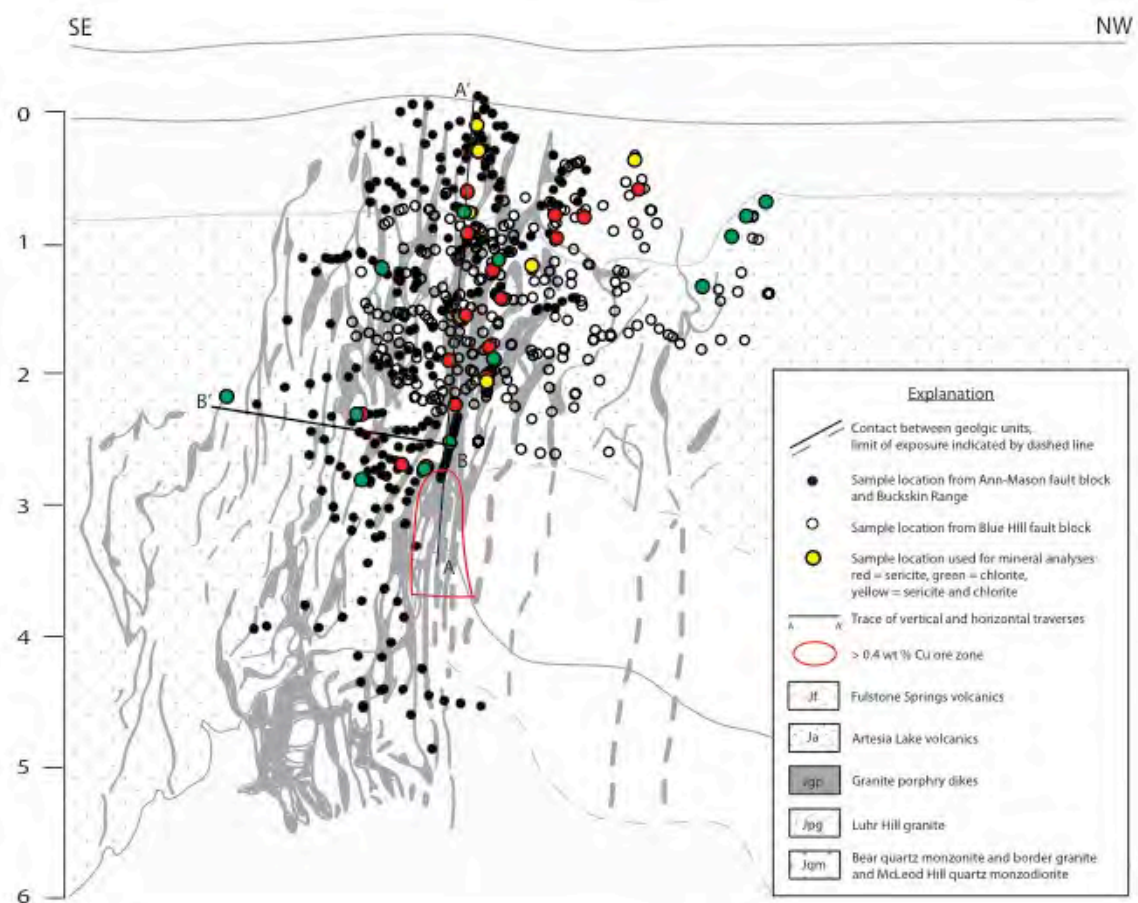 SE
NW
A'
0
1
2
B'
B
3
A
4
5
6
Explanation
Contact between geolgic units,
limit of exposure indicated by dashed line
Sample location from Ann-Mason fault block
and Buckskin Range
Sample location from Blue Hill fault block
Sample location used for mineral analyses
red = sericite, green = chlorite,
yellow = sericite and chlorite
A A' Trace of vertical and horizontal traverses
> 0.4 wt % Cu ore zone
Jf Fulstone Springs volcanics
Ja Artesia Lake volcanics
Jgp Granite porphry dikes
Jpg Luhr Hill granite
Jqm Bear quartz monzonite and border granite
and McLeod Hill quartz monzodiorite